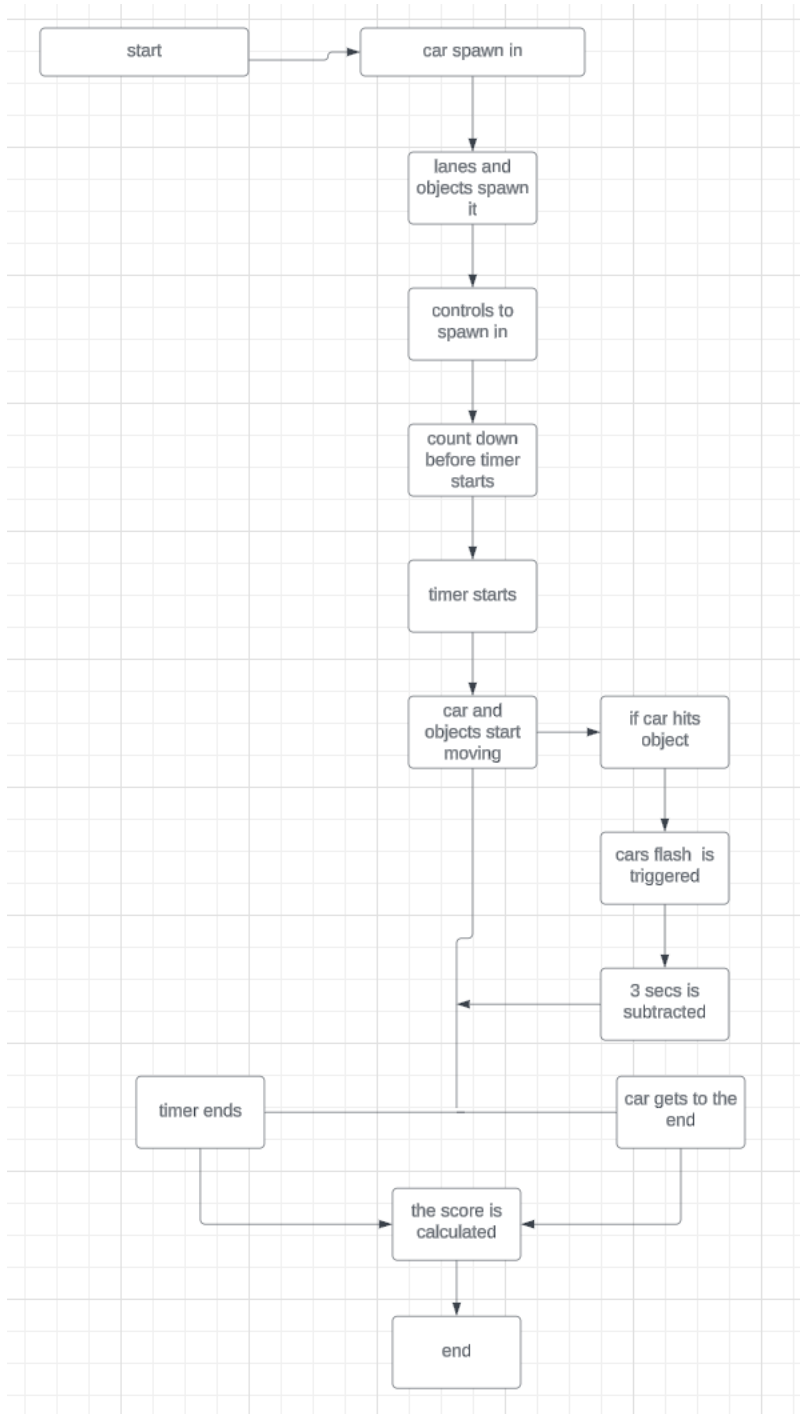 start
car spawn in
lanes and
objects spawn
it
controls to
spawn in
count down
before timer
starts
timer starts
car and
objects start
moving
if car hits
object
cars flash  is
triggered
3 secs is
subtracted
timer ends
car gets to the
end
the score is
calculated
end